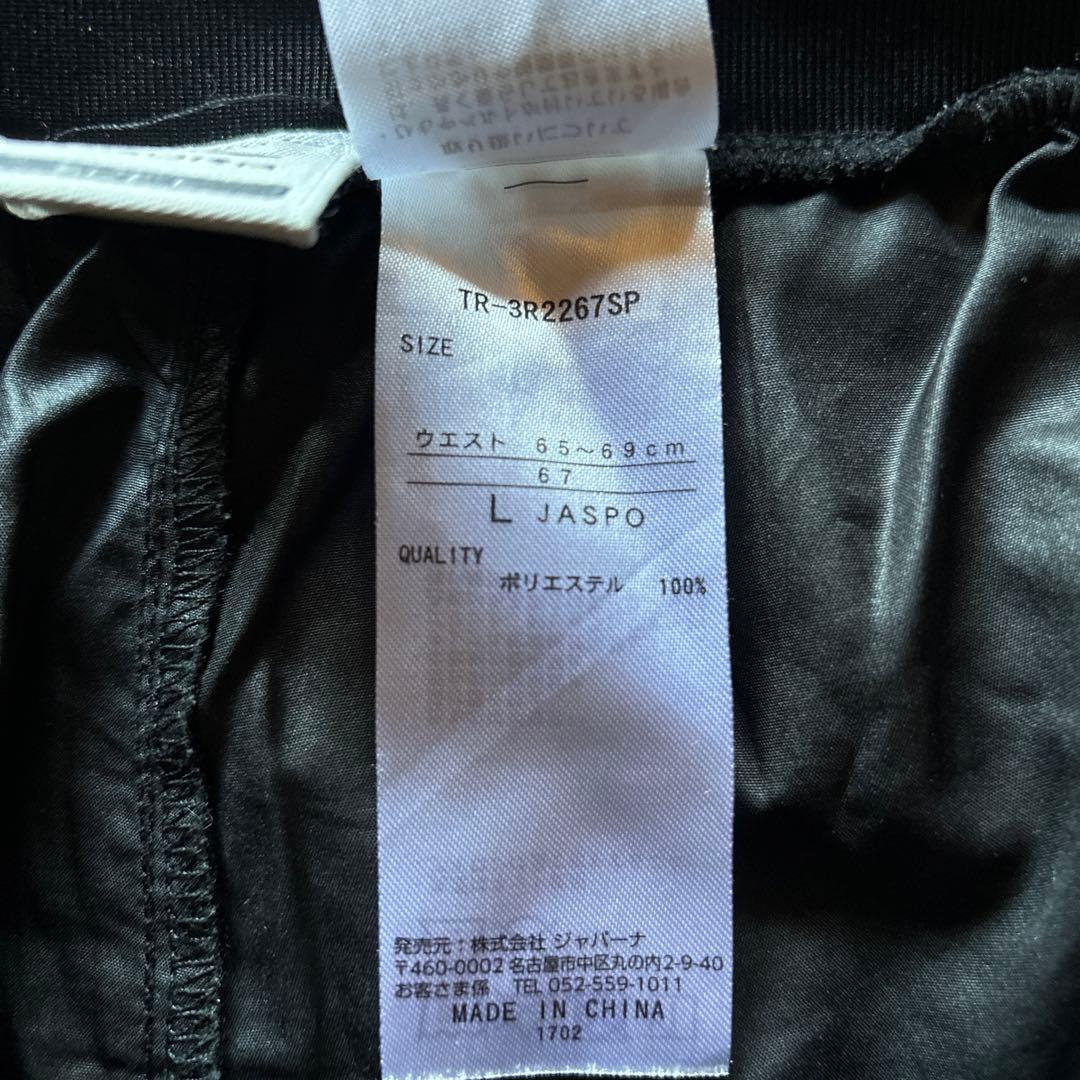 TR-3R2267SP
SIZE
ウエスト 65~69cm
67
L JASPO
QUALITY
ポリエステル 100%
発売元:株式会社 ジャパーナ
〒460-0002 名古屋市中区丸の内2-9-40
お客さま係 TEL 052-559-1011
MADE IN CHINA
1702